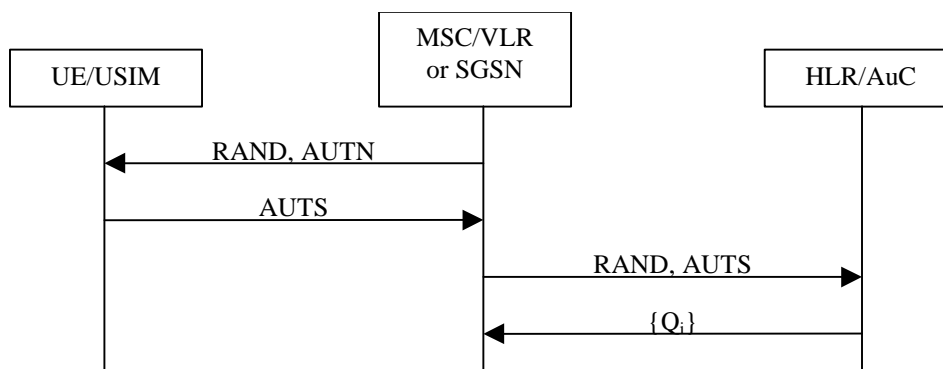 UE/USIM
MSC/VLR
or SGSN
HLR/AuC
RAND, AUTN
AUTS
RAND, AUTS
{Qᵢ}